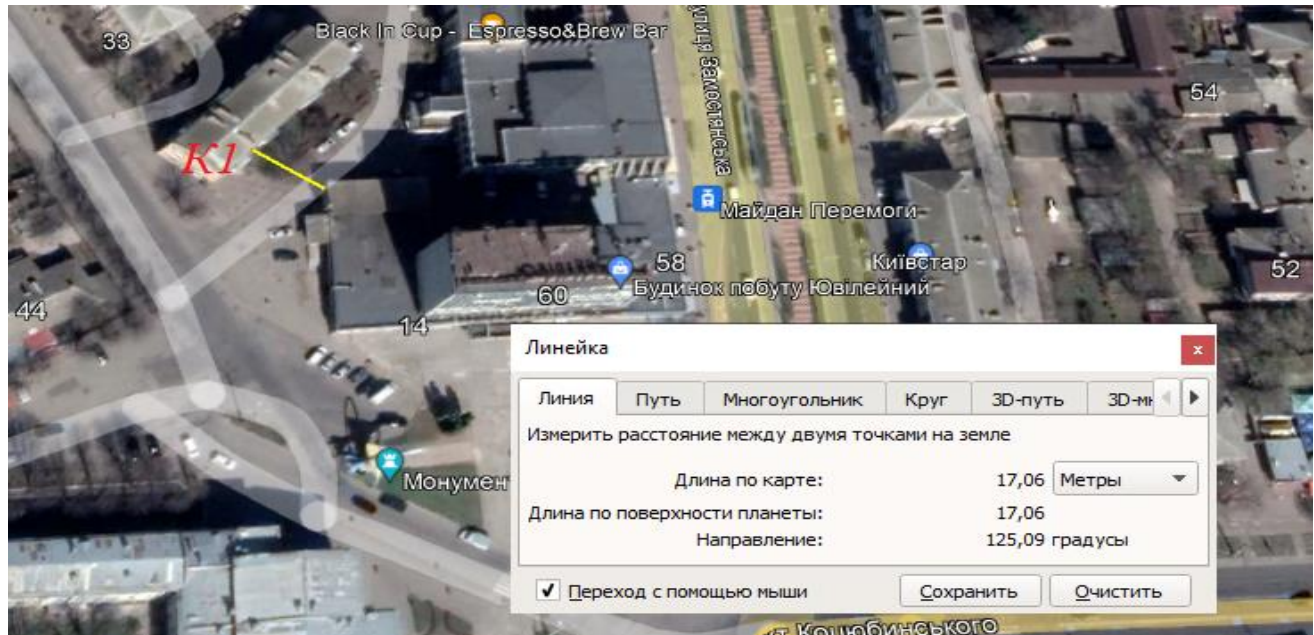 33
Black In Cup - Espresso&Brew Bar
улиця Замостянська
54
К1
Майдан Перемоги
58
Київстар
52
Будинок побуту Ювілейний
60
44
14
Линейка
Линия Путь Многоугольник Круг 3D-путь 3D-мн
Измерить расстояние между двумя точками на земле
Длина по карте: 17,06 Метры
Монумен
Длина по поверхности планеты: 17,06
Направление: 125,09 градусы
Переход с помощью мыши Сохранить Очистить
т Коцюбинського